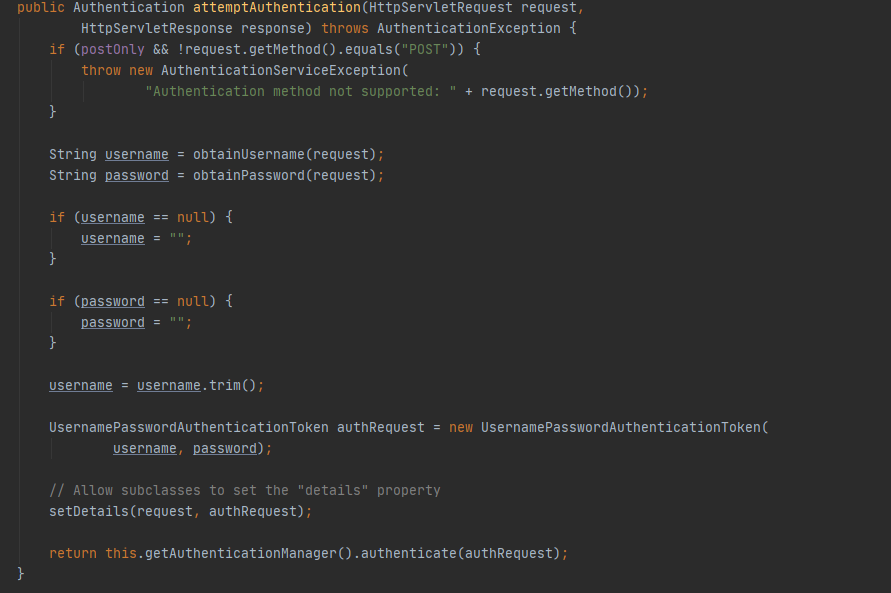 public Authentication attemptAuthentication(HttpServletRequest request,
HttpServletResponse response) throws AuthenticationException {
if (postOnly && !request.getMethod().equals("POST")) {
throw new AuthenticationServiceException(
"Authentication method not supported: " + request.getMethod());
}
String username = obtainUsername(request);
String password = obtainPassword(request);
if (username == null) {
username = "";
}
if (password == null) {
password = "";
}
username = username.trim();
UsernamePasswordAuthenticationToken authRequest = new UsernamePasswordAuthenticationToken(
username, password);
// Allow subclasses to set the "details" property
setDetails(request, authRequest);
return this.getAuthenticationManager().authenticate(authRequest);
}